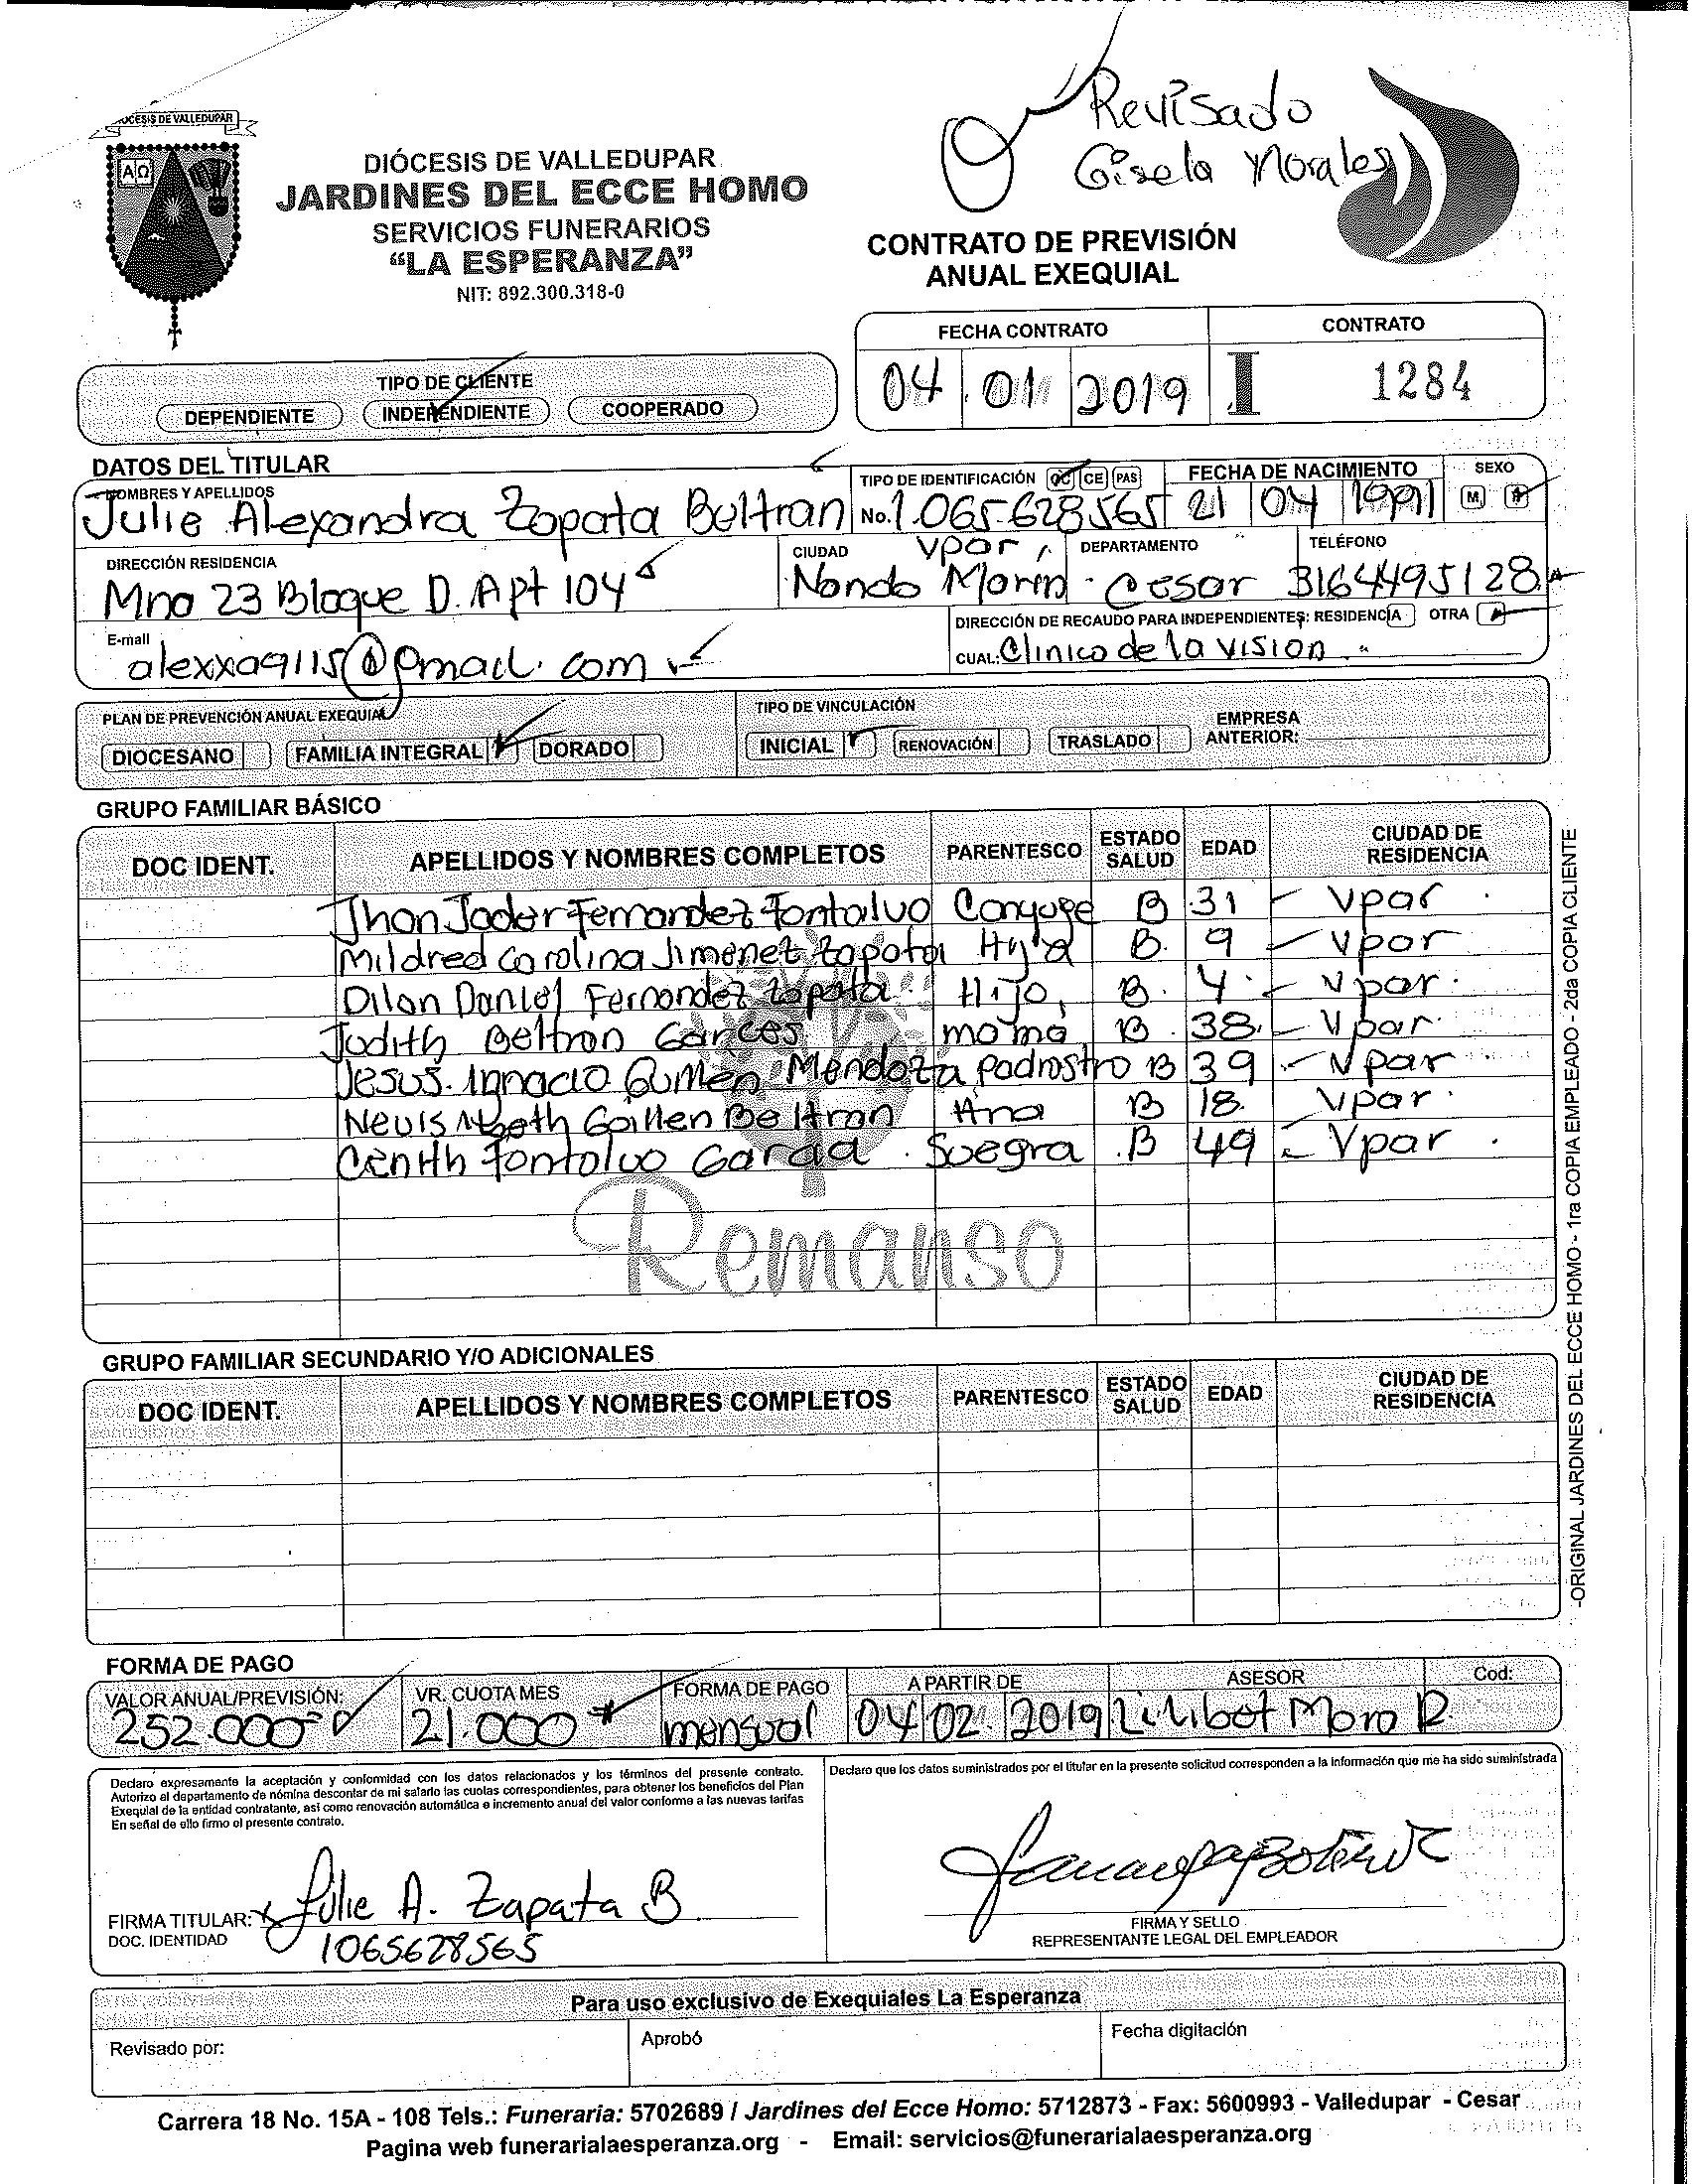 DIÓCESIS DE VALLEDUPAR
Revisado
Gisela Morales
AΩ
DIÓCESIS DE VALLEDUPAR
JARDINES DEL ECCE HOMO
SERVICIOS FUNERARIOS
“LA ESPERANZA”
NIT: 892.300.318-0
CONTRATO DE PREVISIÓN
ANUAL EXEQUIAL
FECHA CONTRATO CONTRATO
04 01 2019 I 1284
TIPO DE CLIENTE
DEPENDIENTE INDEPENDIENTE COOPERADO
DATOS DEL TITULAR
NOMBRES Y APELLIDOS TIPO DE IDENTIFICACIÓN CC CE PAS FECHA DE NACIMIENTO SEXO
Julie Alexandra Zapata Beltran No. 1.065.628565 21 04 1991 M F
DIRECCIÓN RESIDENCIA CIUDAD Vpar DEPARTAMENTO TELÉFONO
Mna 23 Bloque D. Apt 104 Nando Marin Cesar 3164495128
E-mail DIRECCIÓN DE RECAUDO PARA INDEPENDIENTES: RESIDENCIA OTRA
alexxa9115@gmail.com CUAL: Clinica de la vision
PLAN DE PREVENCIÓN ANUAL EXEQUIAL TIPO DE VINCULACIÓN
DIOCESANO FAMILIA INTEGRAL DORADO INICIAL RENOVACIÓN TRASLADO EMPRESA ANTERIOR:
GRUPO FAMILIAR BÁSICO
DOC IDENT. APELLIDOS Y NOMBRES COMPLETOS PARENTESCO ESTADO SALUD EDAD CIUDAD DE RESIDENCIA
Jhon Jader Fernandez Fontalvo Conyuge B 31 Vpar
Mildred Carolina Jimenez Zapata Hija B. 9 Vpar
Dilan Daniel Fernandez Zapata Hijo B. 4 Vpar
Judith Beltran Garces mama B 38 Vpar
Jesus Ignacio Mendoza Padrastro B 39 Vpar
Beltran B 18 Vpar
Cenith Fontalvo Garcia Suegra B 49 Vpar
Remanso
GRUPO FAMILIAR SECUNDARIO Y/O ADICIONALES
DOC IDENT. APELLIDOS Y NOMBRES COMPLETOS PARENTESCO ESTADO SALUD EDAD CIUDAD DE RESIDENCIA
-ORIGINAL JARDINES DEL ECCE HOMO - 1ra COPIA EMPLEADO - 2da COPIA CLIENTE
FORMA DE PAGO
VALOR ANUAL/PREVISIÓN: VR. CUOTA MES FORMA DE PAGO A PARTIR DE ASESOR Cod:
252.000 21.000 mensual 04 02 2019 Lilibet Mora R.
Declaro expresamente la aceptación y conformidad con los datos relacionados y los términos del presente contrato.
Autorizo al departamento de nómina descontar de mi salario las cuotas correspondientes, para obtener los beneficios del Plan
Exequial de la entidad contratante, así como renovación automática e incremento anual del valor conforme a las nuevas tarifas
En señal de ello firmo el presente contrato.
Declaro que los datos suministrados por el titular en la presente solicitud corresponden a la información que me ha sido suministrada
FIRMA TITULAR: Julie A. Zapata B
DOC. IDENTIDAD 1065628565
FIRMA Y SELLO
REPRESENTANTE LEGAL DEL EMPLEADOR
Para uso exclusivo de Exequiales La Esperanza
Revisado por: Aprobó Fecha digitación
Carrera 18 No. 15A - 108 Tels.: Funeraria: 5702689 / Jardines del Ecce Homo: 5712873 - Fax: 5600993 - Valledupar - Cesar
Pagina web funerarialaesperanza.org - Email: servicios@funerarialaesperanza.org